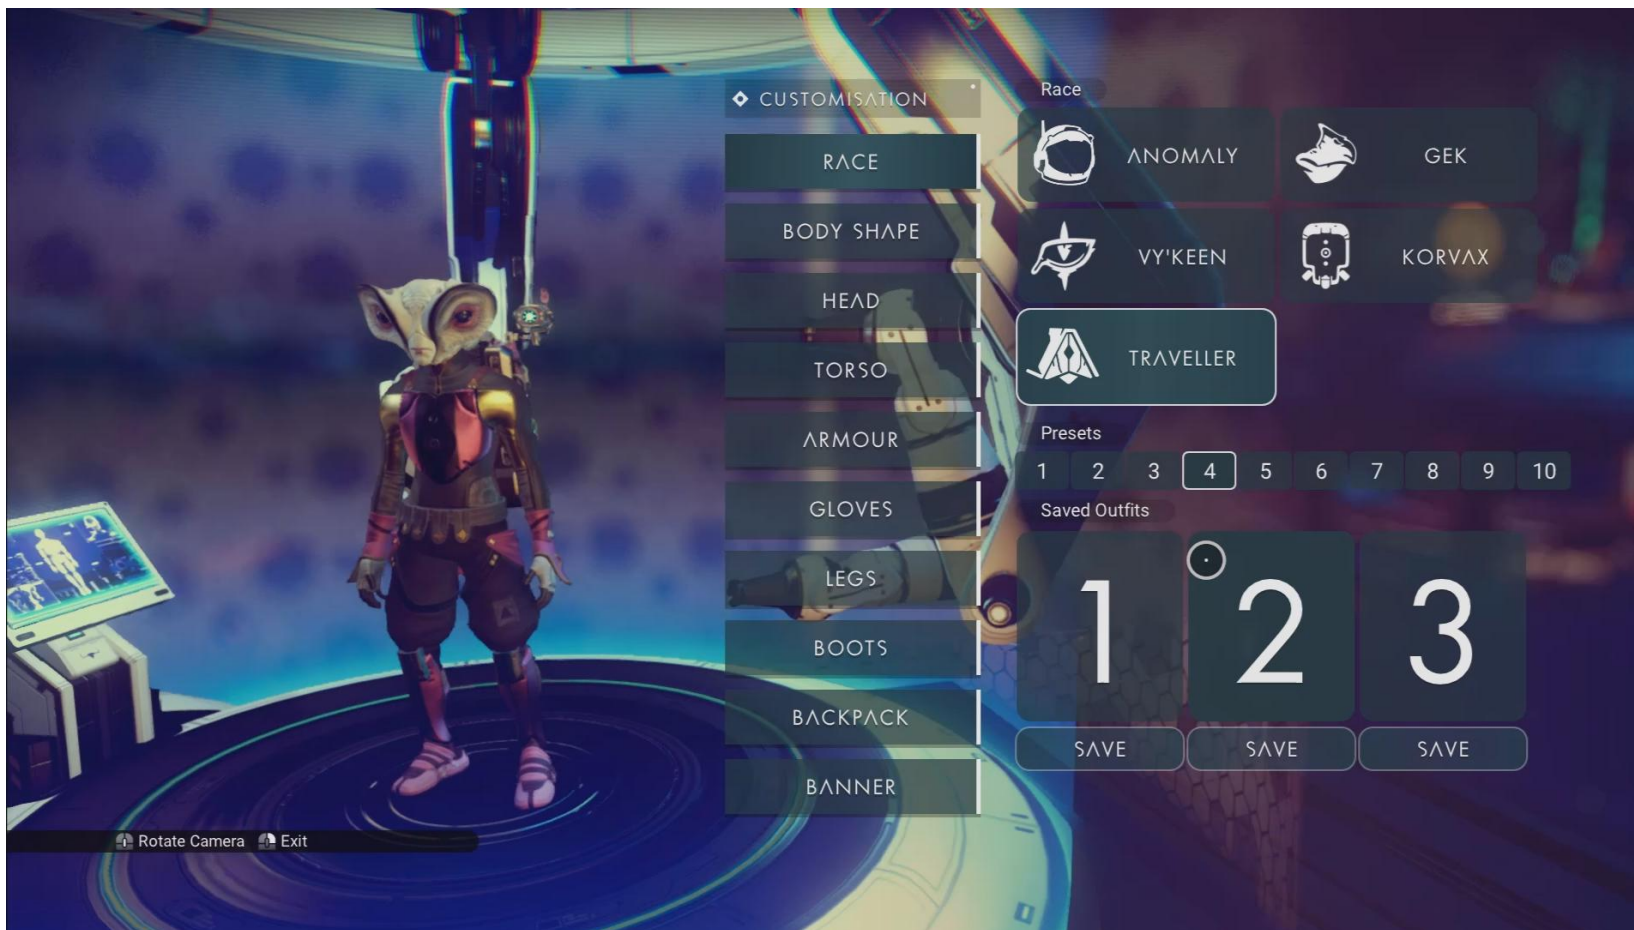 CUSTOMISATION
RACE
BODY SHAPE
HEAD
TORSO
ARMOUR
GLOVES
LEGS
BOOTS
BACKPACK
BANNER
Race
ANOMALY
GEK
VY'KEEN
KORVAX
TRAVELLER
Presets
1 2 3 4 5 6 7 8 9 10
Saved Outfits
1 2 3
SAVE SAVE SAVE
Rotate Camera Exit